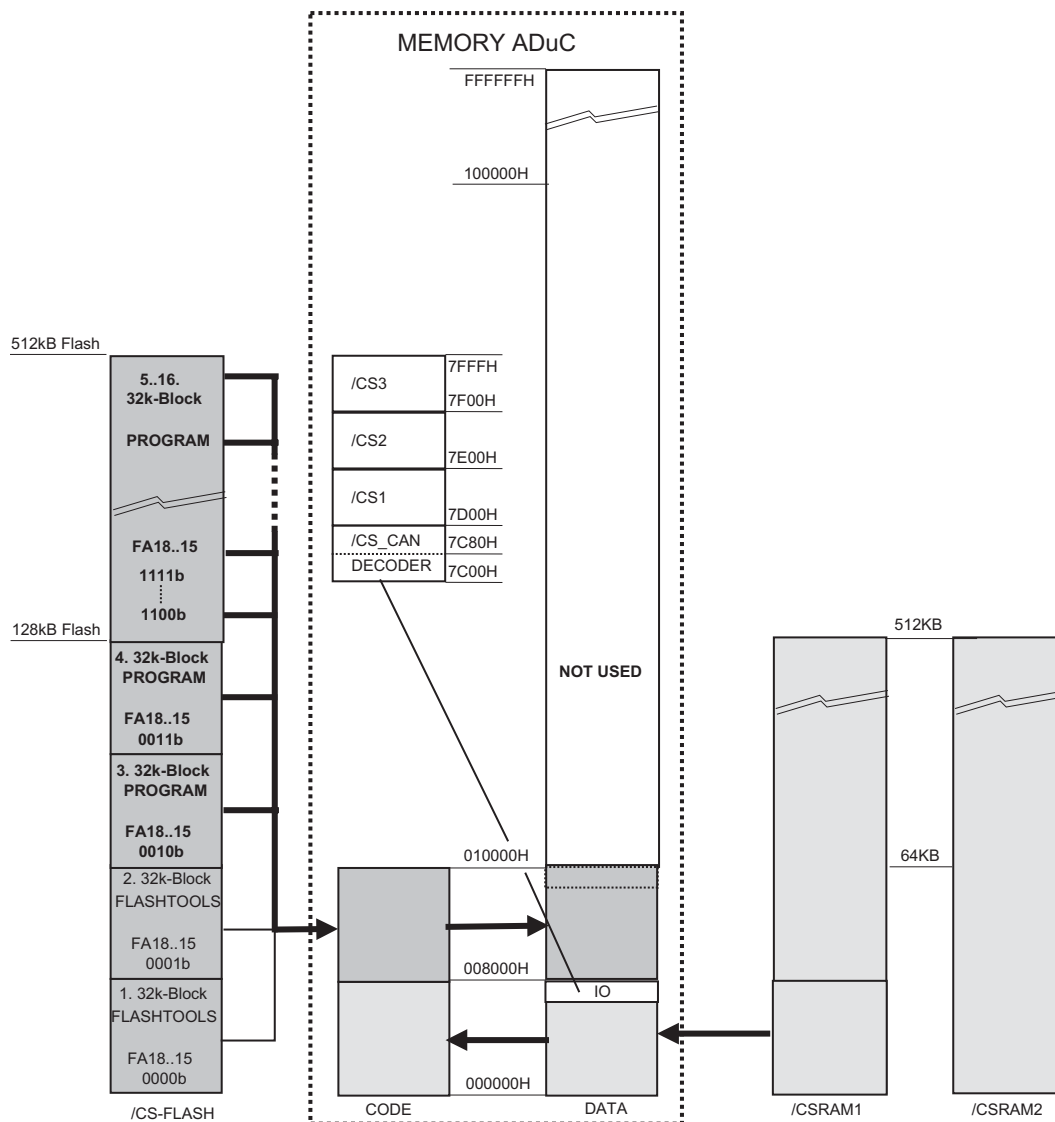 MEMORY ADuC
FFFFFFH
100000H
512kB Flash
5..16.
32k-Block
PROGRAM
FA18..15
1111b
1100b
128kB Flash
4. 32k-Block
PROGRAM
FA18..15
0011b
3. 32k-Block
PROGRAM
FA18..15
0010b
2. 32k-Block
FLASHTOOLS
FA18..15
0001b
1. 32k-Block
FLASHTOOLS
FA18..15
0000b
/CS-FLASH
/CS3
7FFFH
7F00H
/CS2
7E00H
/CS1
7D00H
/CS_CAN
7C80H
DECODER
7C00H
NOT USED
010000H
008000H
IO
000000H
CODE
DATA
512KB
64KB
/CSRAM1
/CSRAM2